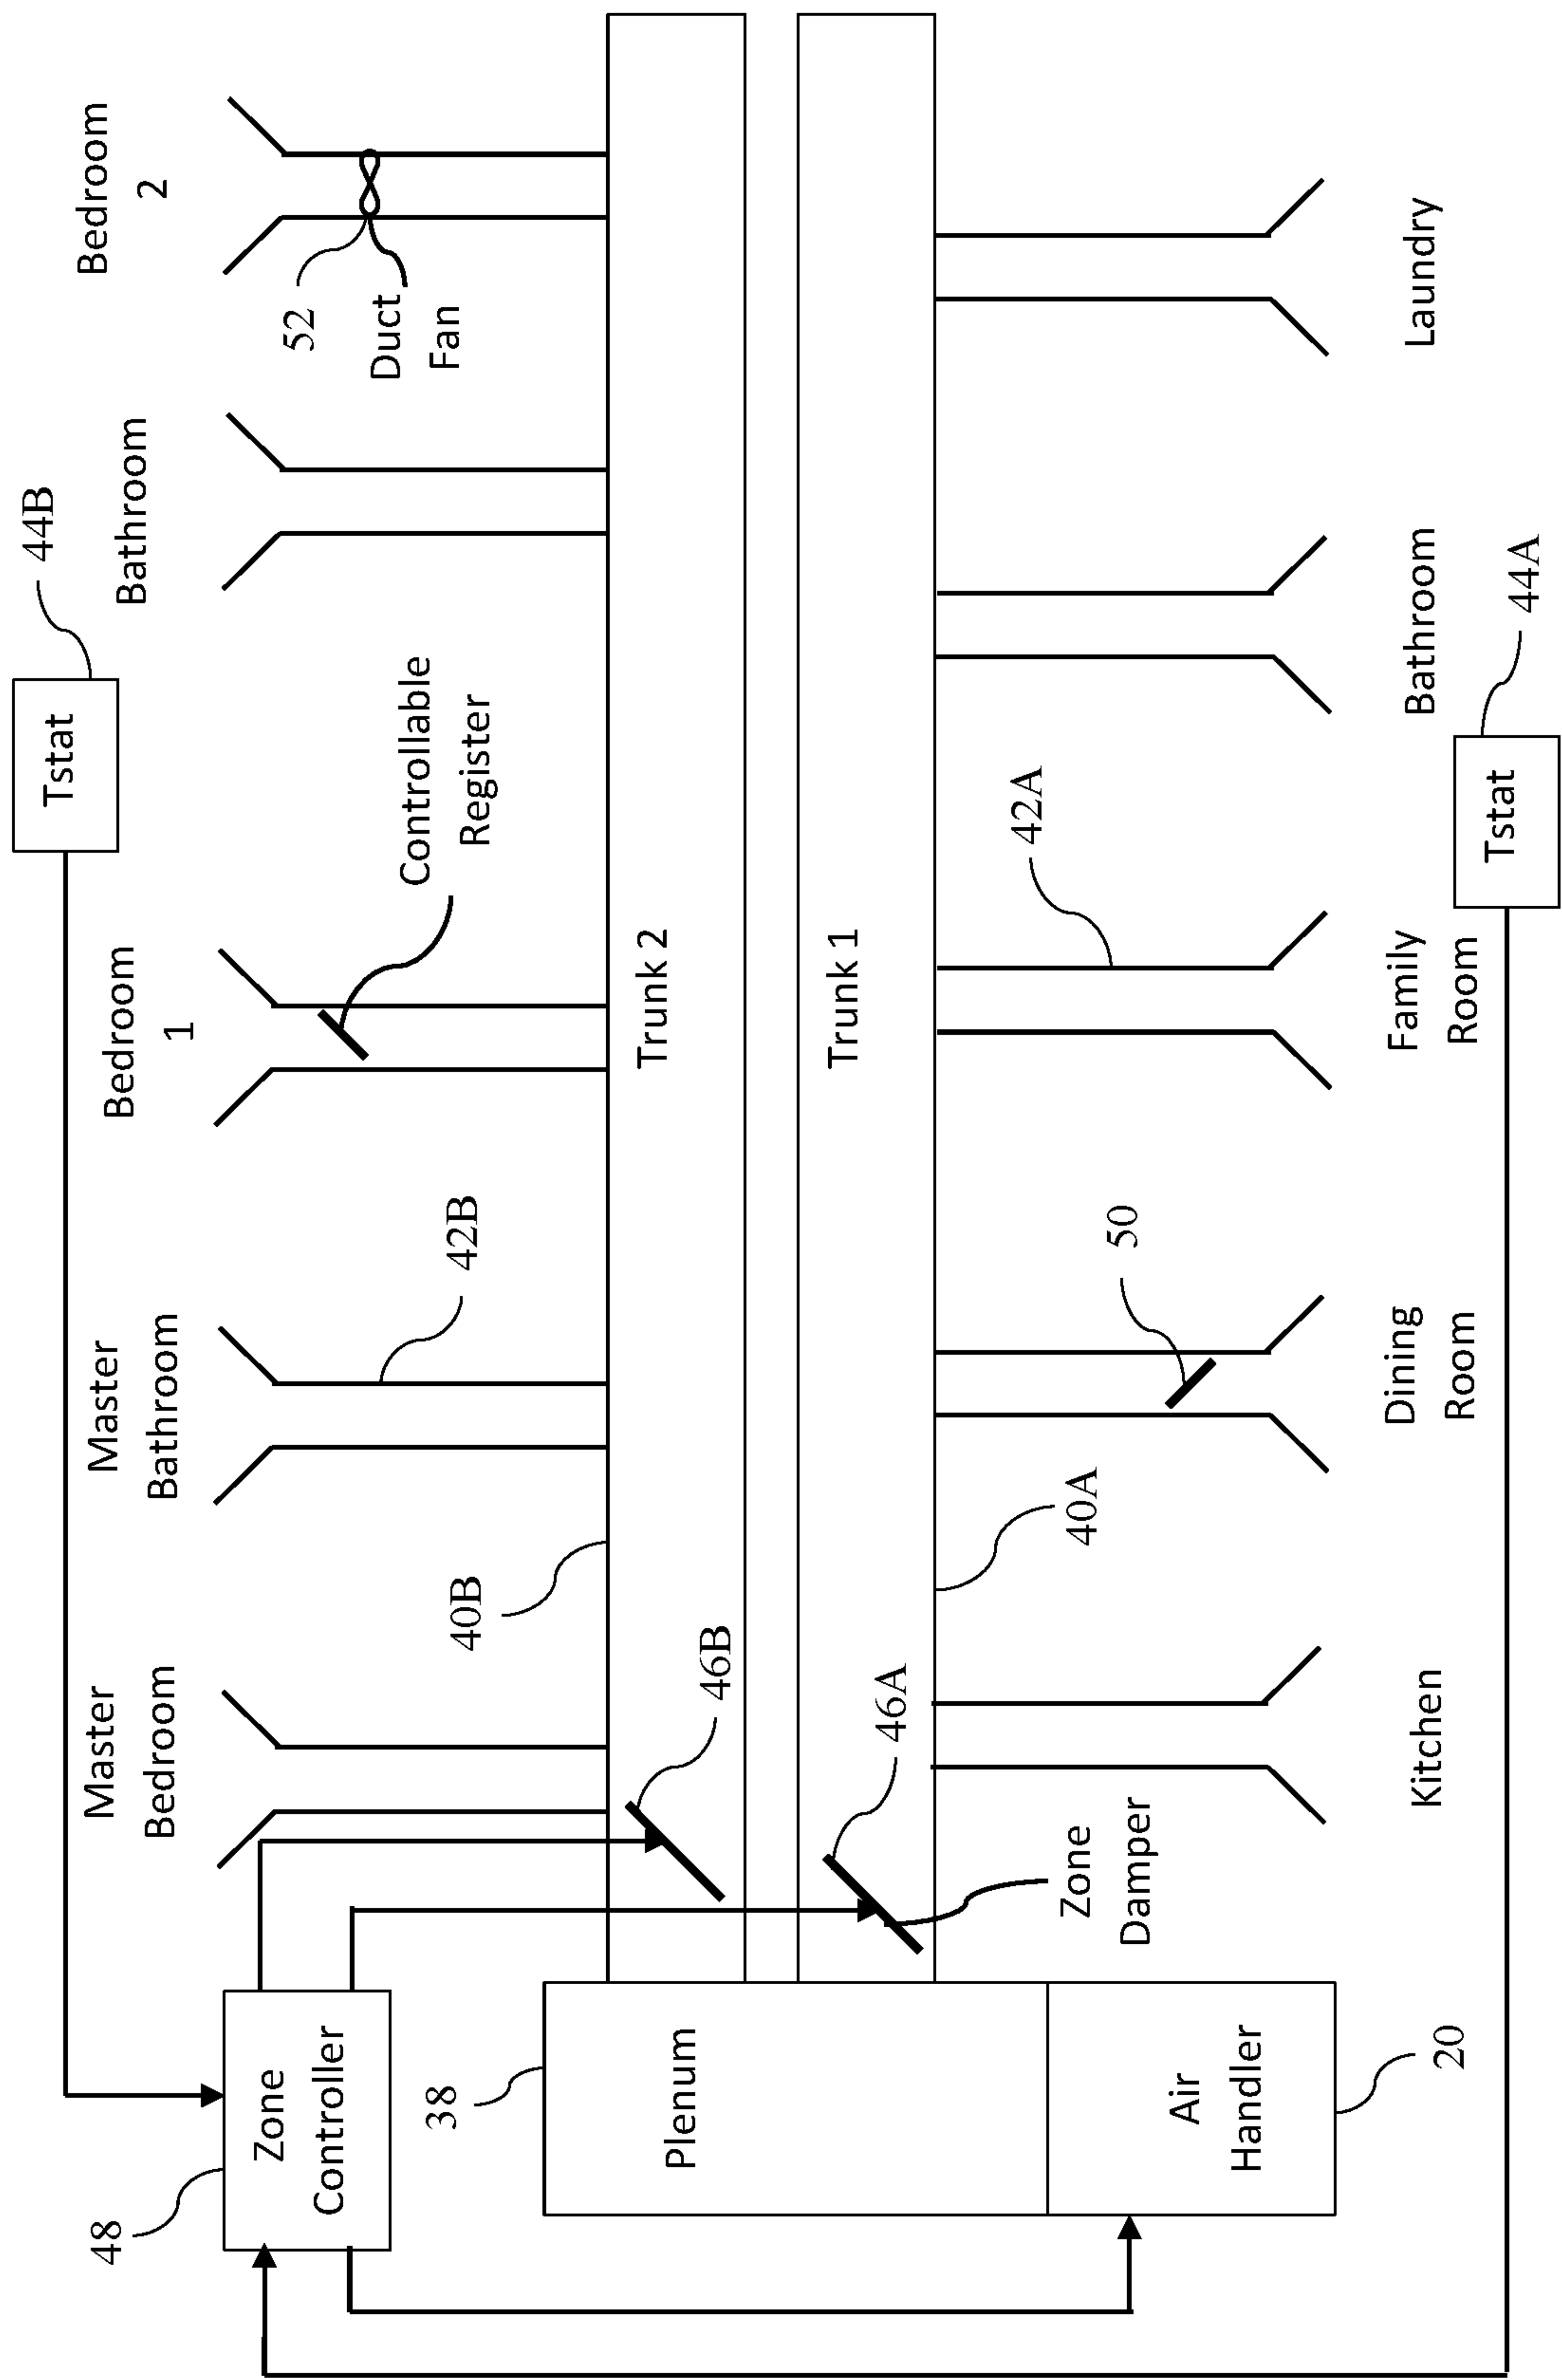 Tstat
44B
Master
Bedroom
Master
Bathroom
Bedroom
1
Bathroom
Bedroom
2
48
Zone
Controller
52
Duct
Fan
Controllable
Register
38
40B
42B
Plenum
46B
Trunk 2
Trunk 1
46A
42A
Zone
Damper
40A
50
Air
Handler
Kitchen
Dining
Room
Family
Room
Bathroom
Laundry
20
Tstat
44A